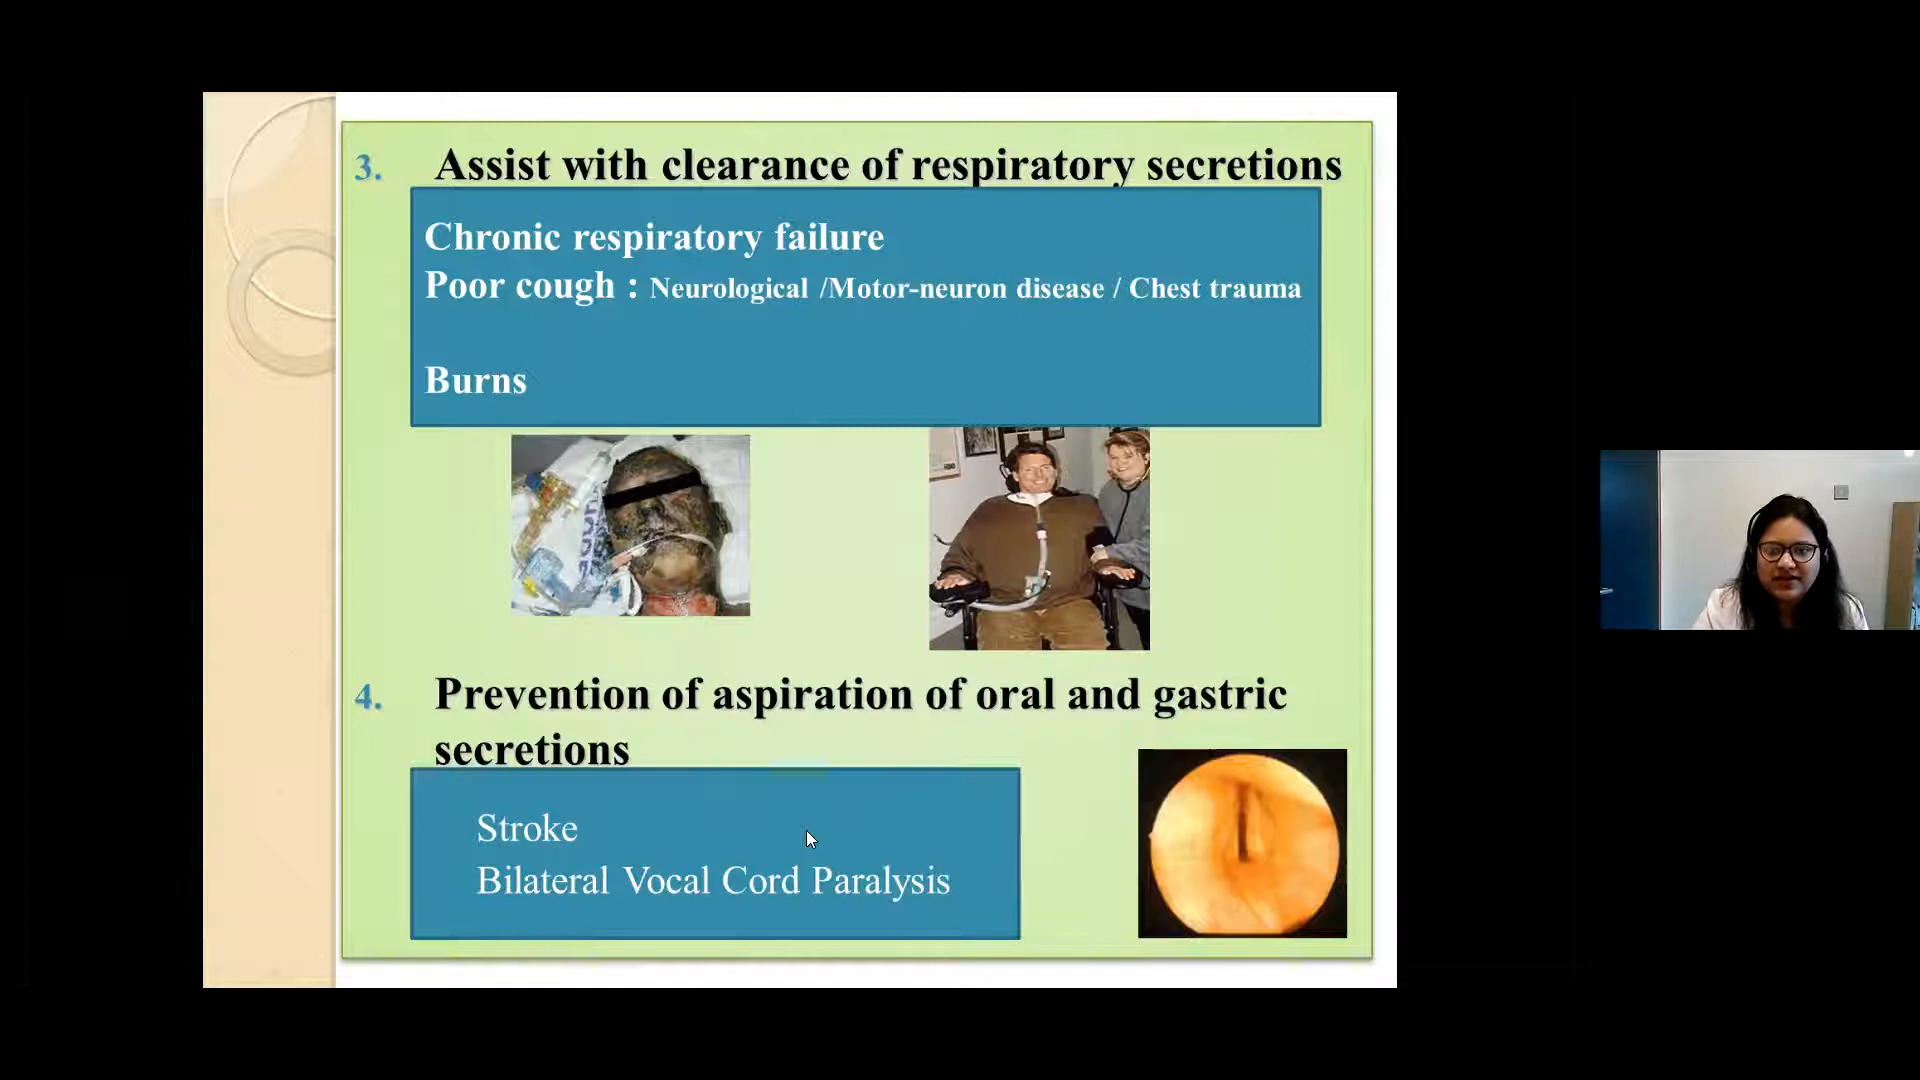 3. Assist with clearance of respiratory secretions
Chronic respiratory failure
Poor cough : Neurological /Motor-neuron disease / Chest trauma
Burns
4. Prevention of aspiration of oral and gastric
secretions
Stroke
Bilateral Vocal Cord Paralysis